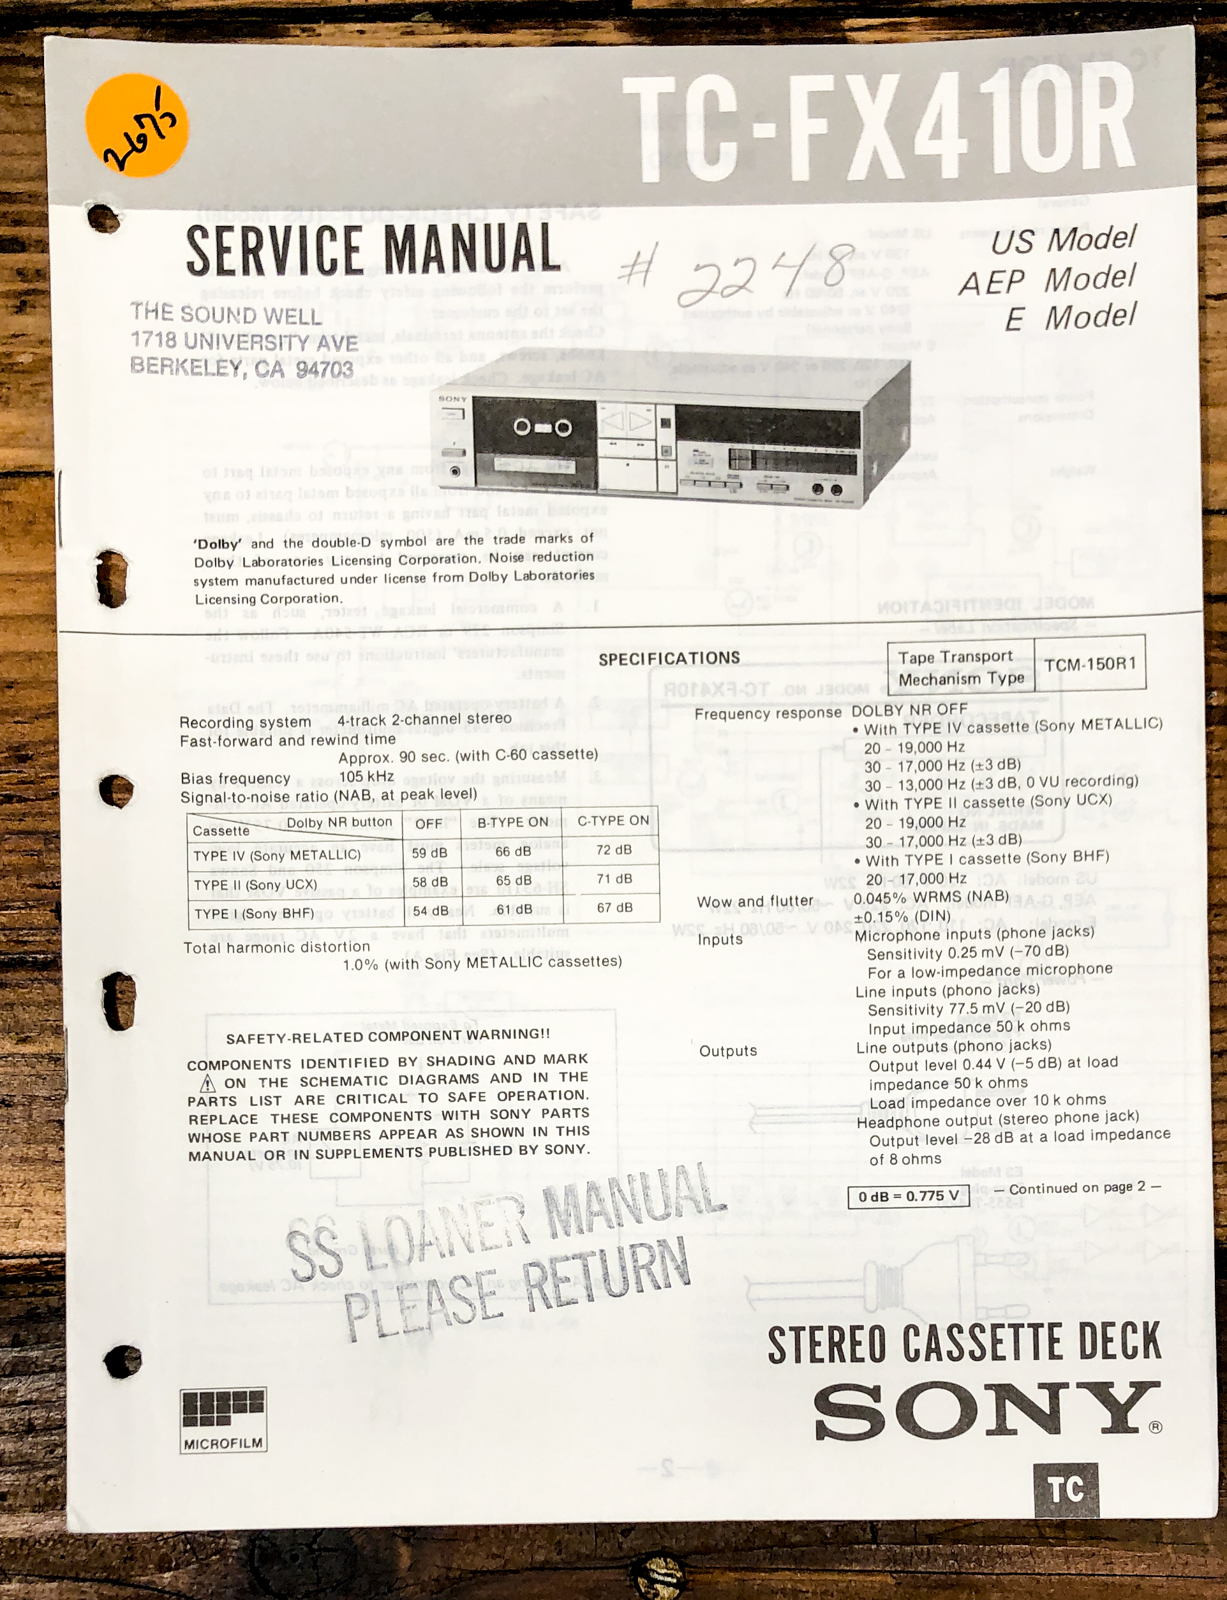 TC-FX410R
2675
SERVICE MANUAL
# 2248
US Model
AEP Model
E Model
THE SOUND WELL
1718 UNIVERSITY AVE
BERKELEY, CA 94703
SONY
'Dolby' and the double-D symbol are the trade marks of
Dolby Laboratories Licensing Corporation. Noise reduction
system manufactured under license from Dolby Laboratories
Licensing Corporation.
SPECIFICATIONS
Tape Transport
Mechanism Type
TCM-150R1
Recording system 4-track 2-channel stereo
Fast-forward and rewind time
Approx. 90 sec. (with C-60 cassette)
Bias frequency 105 kHz
Signal-to-noise ratio (NAB, at peak level)
Cassette Dolby NR button OFF B-TYPE ON C-TYPE ON
TYPE IV (Sony METALLIC) 59 dB 66 dB 72 dB
TYPE II (Sony UCX) 58 dB 65 dB 71 dB
TYPE I (Sony BHF) 54 dB 61 dB 67 dB
Total harmonic distortion
1.0% (with Sony METALLIC cassettes)
SAFETY-RELATED COMPONENT WARNING!!
COMPONENTS IDENTIFIED BY SHADING AND MARK
⚠ ON THE SCHEMATIC DIAGRAMS AND IN THE
PARTS LIST ARE CRITICAL TO SAFE OPERATION.
REPLACE THESE COMPONENTS WITH SONY PARTS
WHOSE PART NUMBERS APPEAR AS SHOWN IN THIS
MANUAL OR IN SUPPLEMENTS PUBLISHED BY SONY.
Frequency response DOLBY NR OFF
• With TYPE IV cassette (Sony METALLIC)
20 – 19,000 Hz
30 – 17,000 Hz (±3 dB)
30 – 13,000 Hz (±3 dB, 0 VU recording)
• With TYPE II cassette (Sony UCX)
20 – 19,000 Hz
30 – 17,000 Hz (±3 dB)
• With TYPE I cassette (Sony BHF)
20 – 17,000 Hz
Wow and flutter 0.045% WRMS (NAB)
±0.15% (DIN)
Inputs Microphone inputs (phone jacks)
Sensitivity 0.25 mV (−70 dB)
For a low-impedance microphone
Line inputs (phono jacks)
Sensitivity 77.5 mV (−20 dB)
Input impedance 50 k ohms
Outputs Line outputs (phono jacks)
Output level 0.44 V (−5 dB) at load
impedance 50 k ohms
Load impedance over 10 k ohms
Headphone output (stereo phone jack)
Output level −28 dB at a load impedance
of 8 ohms
0 dB = 0.775 V
— Continued on page 2 —
SS LOANER MANUAL
PLEASE RETURN
STEREO CASSETTE DECK
SONY®
MICROFILM
TC